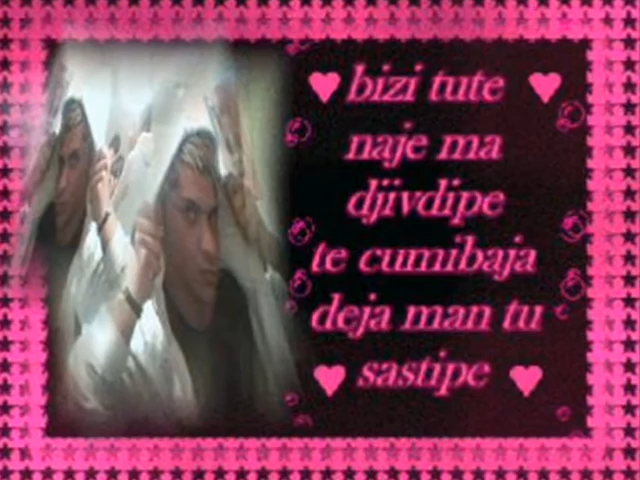 bizi tute
naje ma
djivdipe
te cumibaja
deja man tu
sastipe